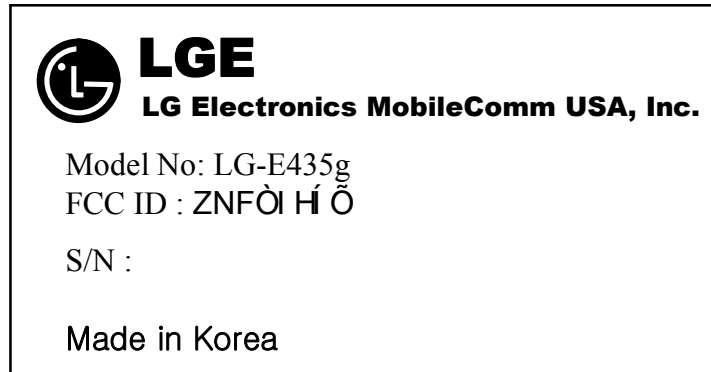 LGE
LG Electronics MobileComm USA, Inc.
Model No: LG-E435g
FCC ID : ZNFÒI HÍ Õ
S/N :
Made in Korea